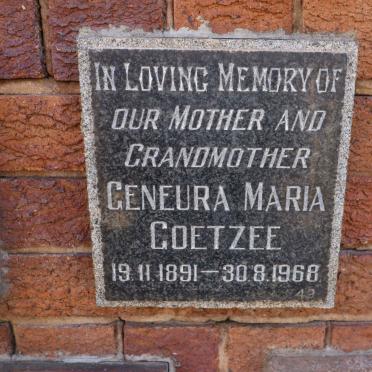 IN LOVING MEMORY OF
OUR MOTHER AND
GRANDMOTHER
GENEURA MARIA
COETZEE
19.11.1891—30.8.1968